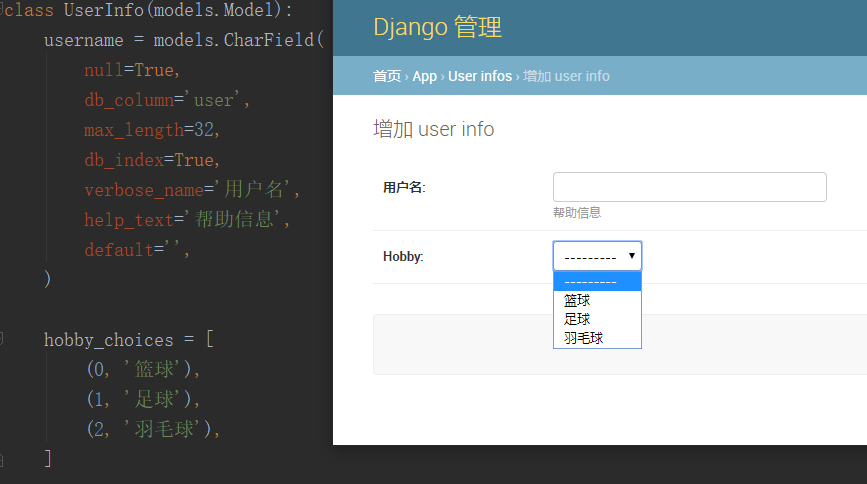 class UserInfo(models.Model):
username = models.CharField(
null=True,
db_column='user',
max_length=32,
db_index=True,
verbose_name='用户名',
help_text='帮助信息',
default='',
)
hobby_choices = [
(0, '篮球'),
(1, '足球'),
(2, '羽毛球'),
]
Django 管理
首页 › App › User infos › 增加 user info
增加 user info
用户名:
帮助信息
Hobby:
---------
---------
篮球
足球
羽毛球